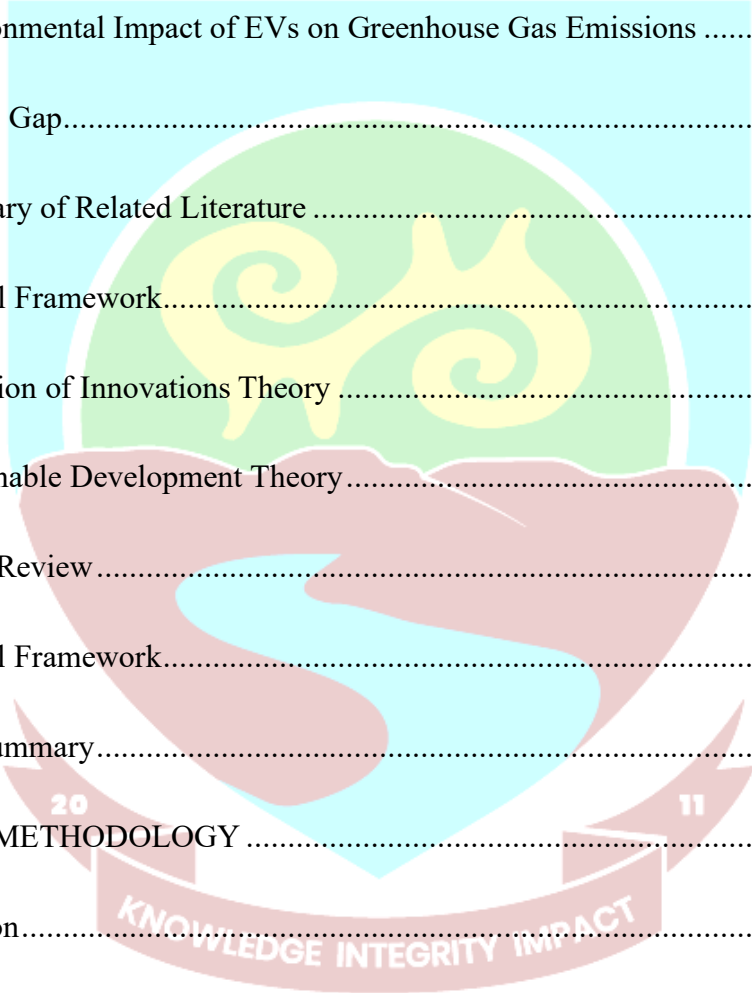 onmental Impact of EVs on Greenhouse Gas Emissions ......
Gap..........................................................................................
ary of Related Literature .........................................................
l Framework..............................................................................
ion of Innovations Theory ......................................................
nable Development Theory.....................................................
Review .....................................................................................
l Framework..............................................................................
ummary.....................................................................................
METHODOLOGY ....................................................................
on..............................................................................................
20 11
KNOWLEDGE INTEGRITY IMPACT